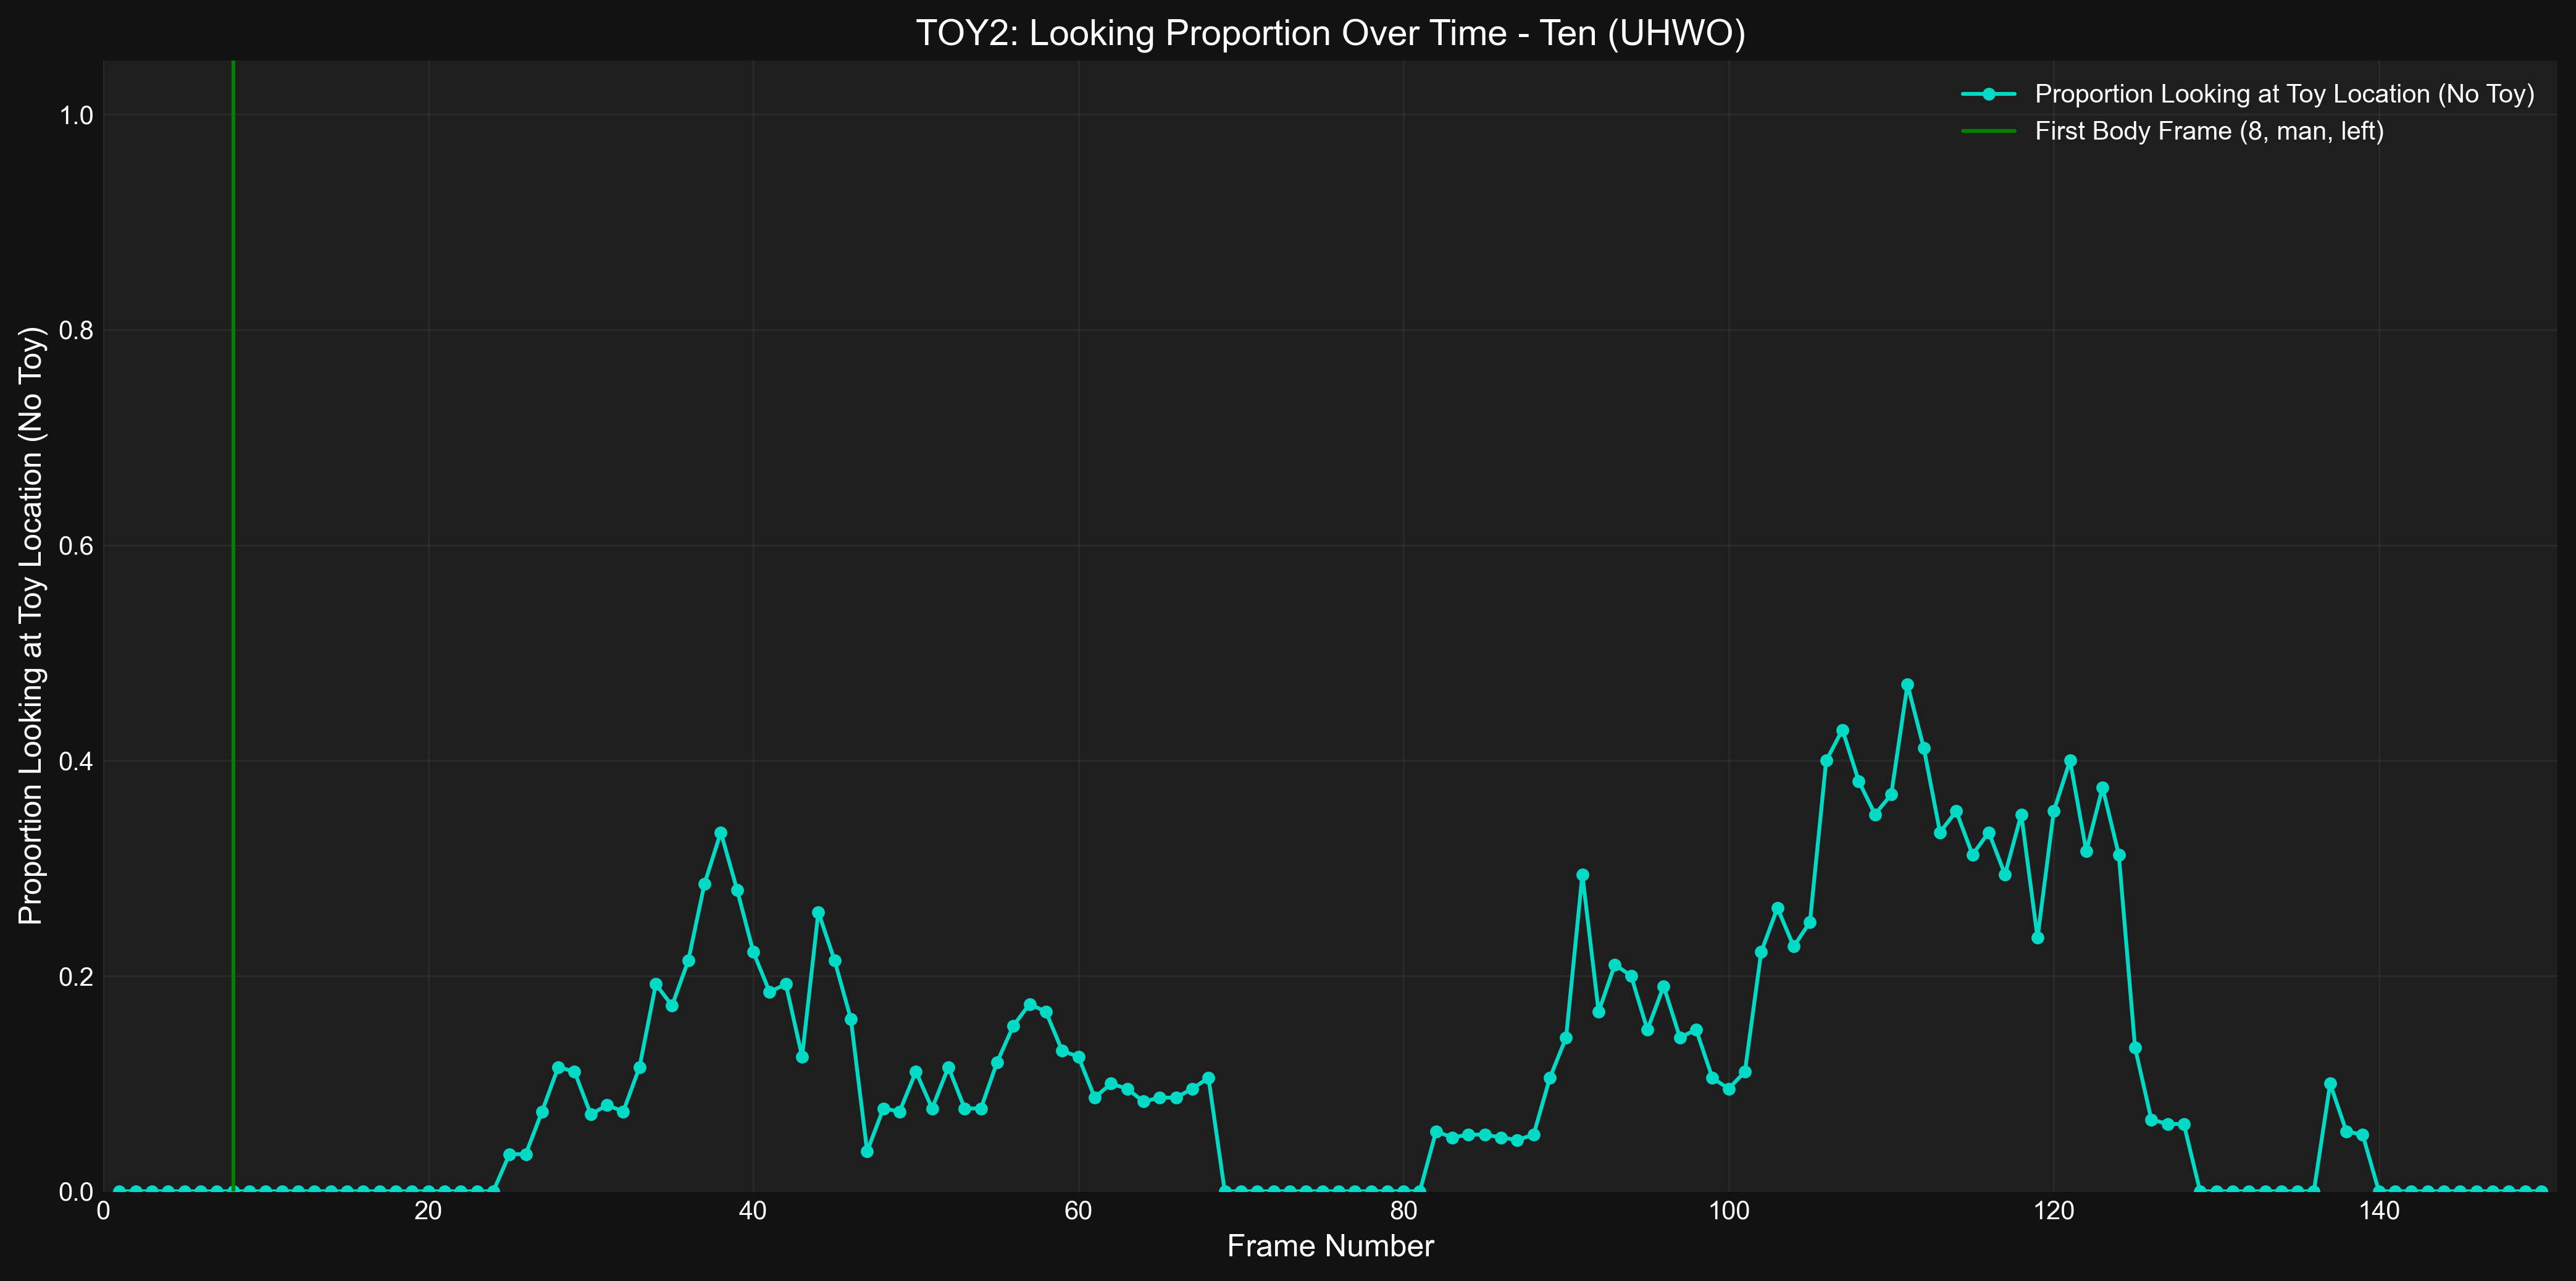 TOY2: Looking Proportion Over Time - Ten (UHWO)
Proportion Looking at Toy Location (No Toy)
First Body Frame (8, man, left)
Proportion Looking at Toy Location (No Toy)
1.0
0.8
0.6
0.4
0.2
0.0
0 20 40 60 80 100 120 140
Frame Number